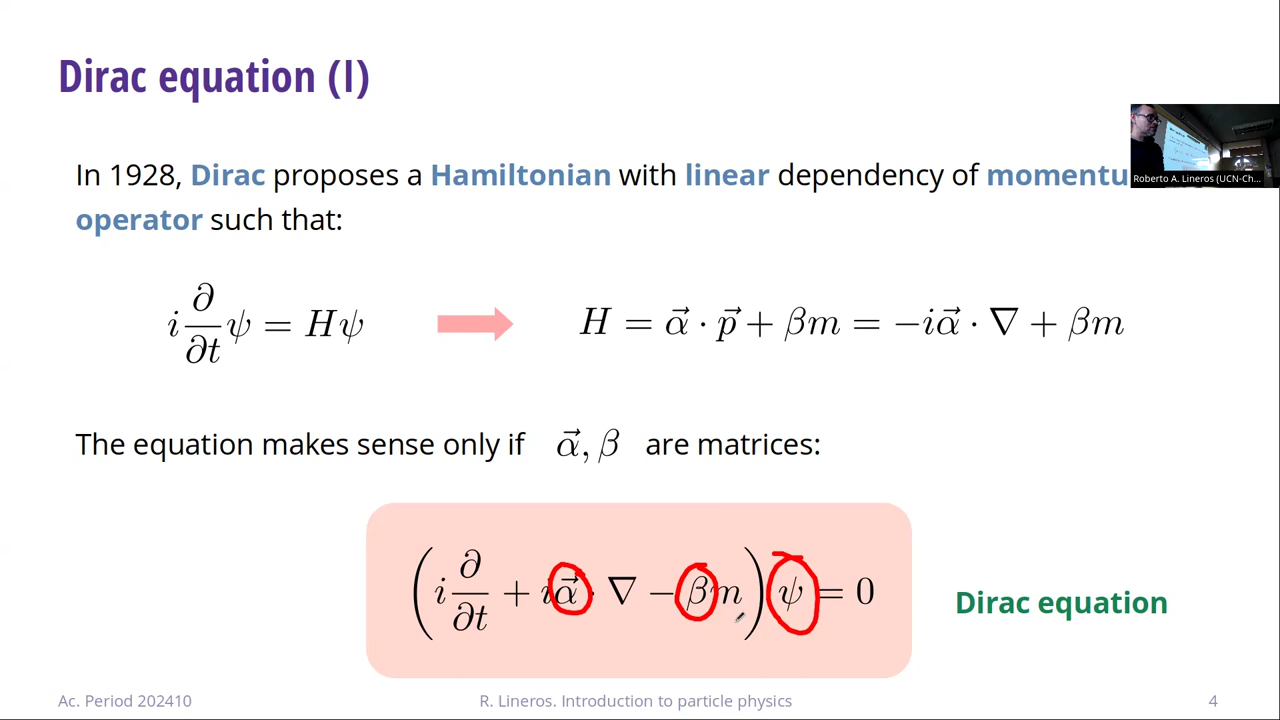 Dirac equation (I)
In 1928, Dirac proposes a Hamiltonian with linear dependency of momentu
Roberto A. Lineros (UCN-Ch...
operator such that:
i ∂/∂t ψ = Hψ
H = α⃗ · p⃗ + βm = −iα⃗ · ∇ + βm
The equation makes sense only if α⃗, β are matrices:
(i ∂/∂t + iα⃗ · ∇ − βm) ψ = 0
Dirac equation
Ac. Period 202410
R. Lineros. Introduction to particle physics
4